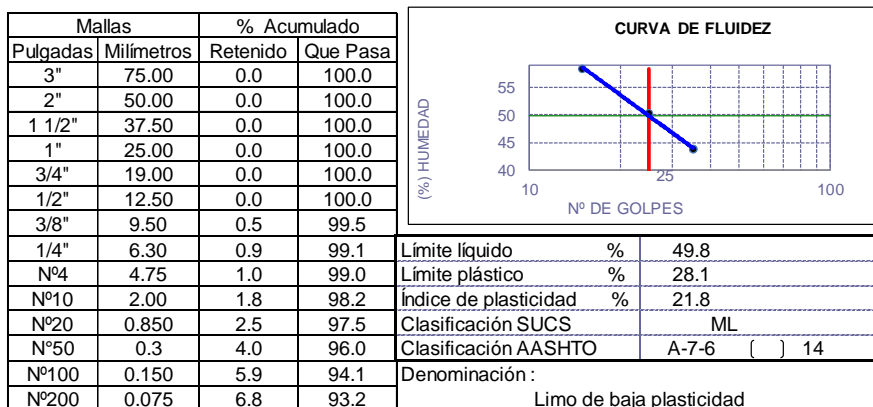 Mallas % Acumulado
Pulgadas Milímetros Retenido Que Pasa
3" 75.00 0.0 100.0
2" 50.00 0.0 100.0
1 1/2" 37.50 0.0 100.0
1" 25.00 0.0 100.0
3/4" 19.00 0.0 100.0
1/2" 12.50 0.0 100.0
3/8" 9.50 0.5 99.5
1/4" 6.30 0.9 99.1
Nº4 4.75 1.0 99.0
Nº10 2.00 1.8 98.2
Nº20 0.850 2.5 97.5
N°50 0.3 4.0 96.0
Nº100 0.150 5.9 94.1
Nº200 0.075 6.8 93.2
CURVA DE FLUIDEZ
(%) HUMEDAD
55
50
45
40
10 25 100
Nº DE GOLPES
Límite líquido % 49.8
Límite plástico % 28.1
Índice de plasticidad % 21.8
Clasificación SUCS ML
Clasificación AASHTO A-7-6 ( ) 14
Denominación :
Limo de baja plasticidad